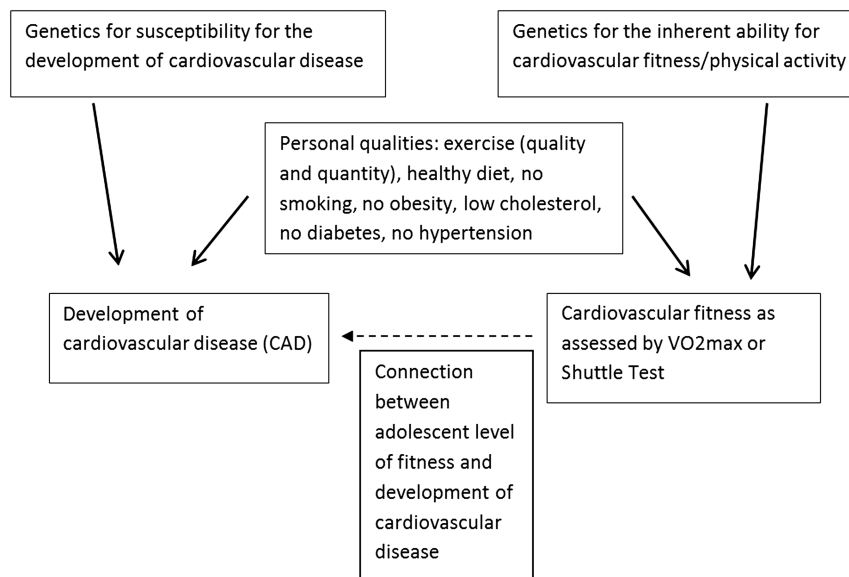 Genetics for susceptibility for the
development of cardiovascular disease
Genetics for the inherent ability for
cardiovascular fitness/physical activity
Personal qualities: exercise (quality
and quantity), healthy diet, no
smoking, no obesity, low cholesterol,
no diabetes, no hypertension
Development of
cardiovascular disease (CAD)
Cardiovascular fitness as
assessed by VO2max or
Shuttle Test
Connection
between
adolescent level
of fitness and
development of
cardiovascular
disease